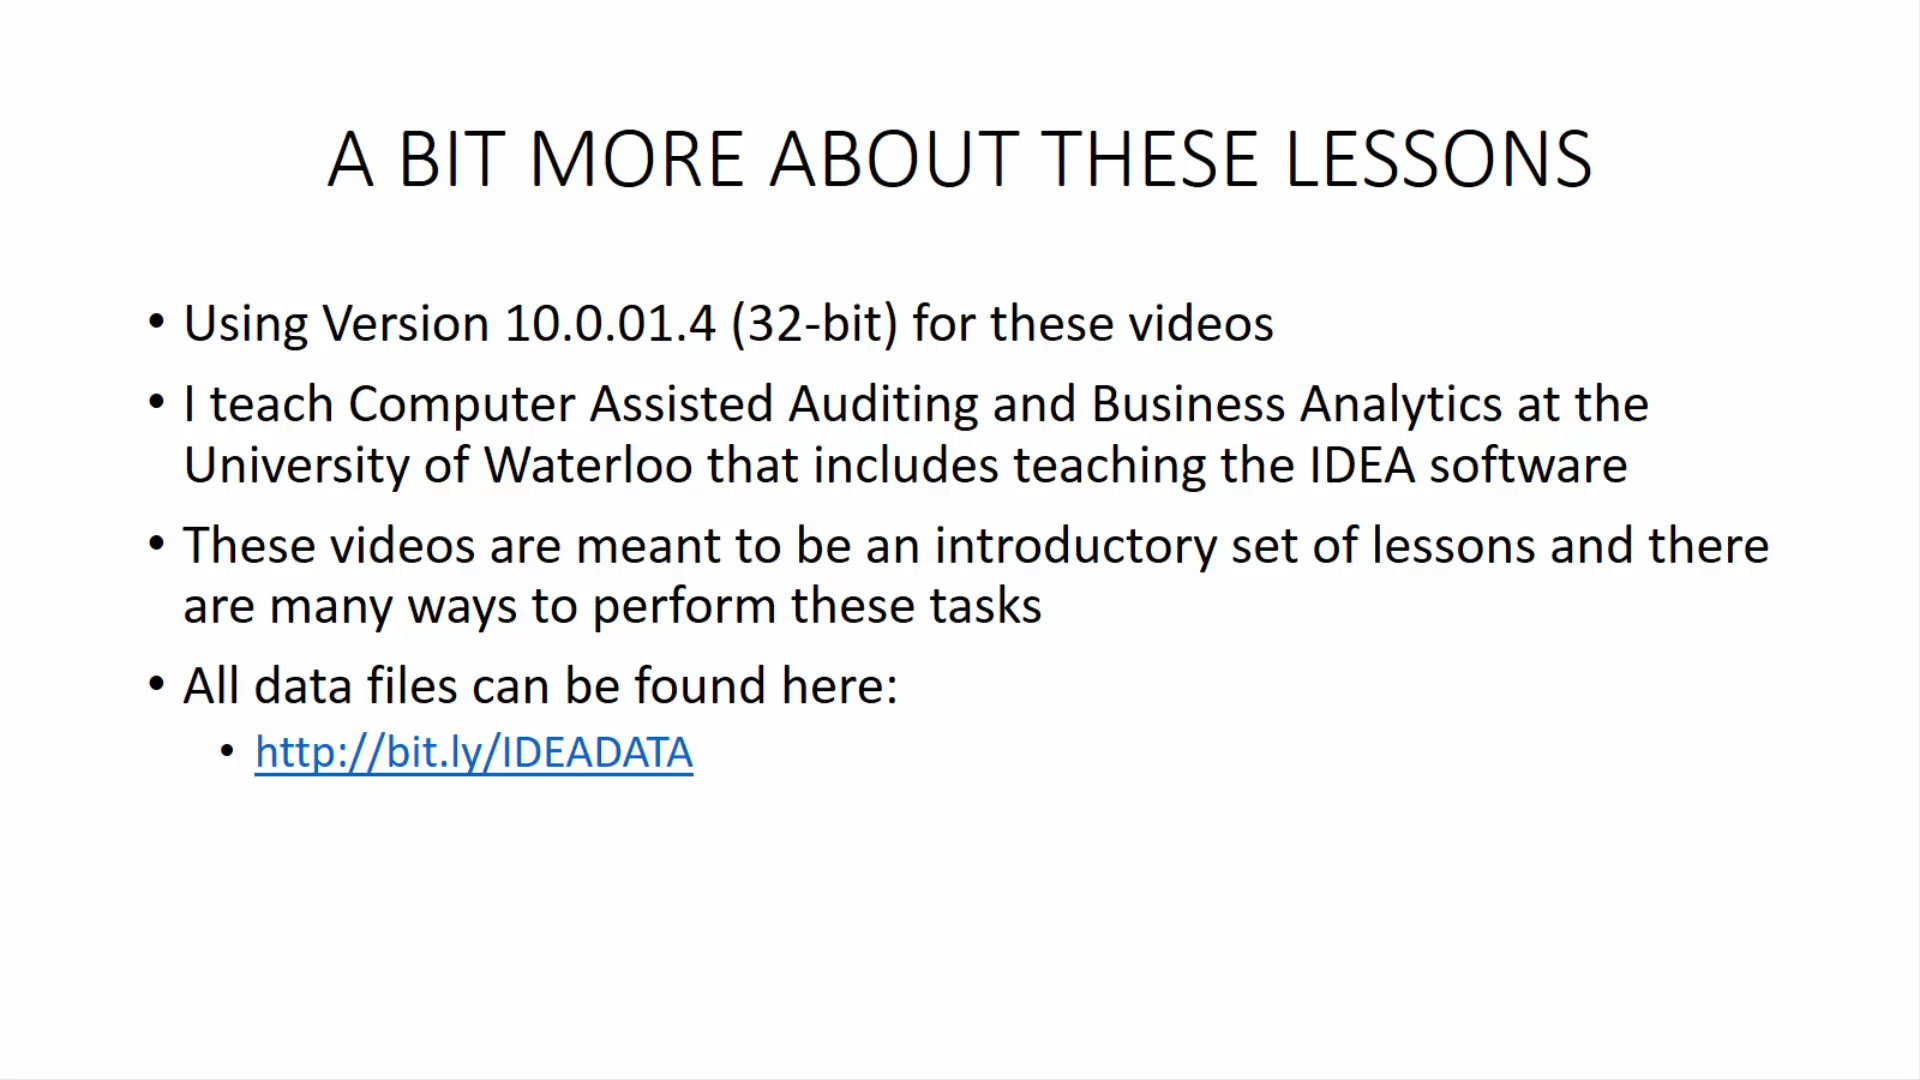 A BIT MORE ABOUT THESE LESSONS
• Using Version 10.0.01.4 (32-bit) for these videos
• I teach Computer Assisted Auditing and Business Analytics at the
University of Waterloo that includes teaching the IDEA software
• These videos are meant to be an introductory set of lessons and there
are many ways to perform these tasks
• All data files can be found here:
• http://bit.ly/IDEADATA